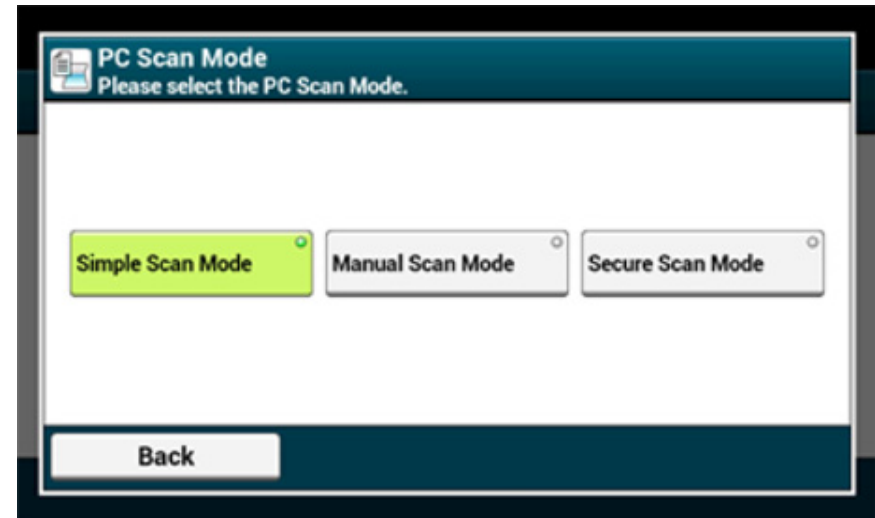 PC Scan Mode
Please select the PC Scan Mode.
Simple Scan Mode
Manual Scan Mode
Secure Scan Mode
Back